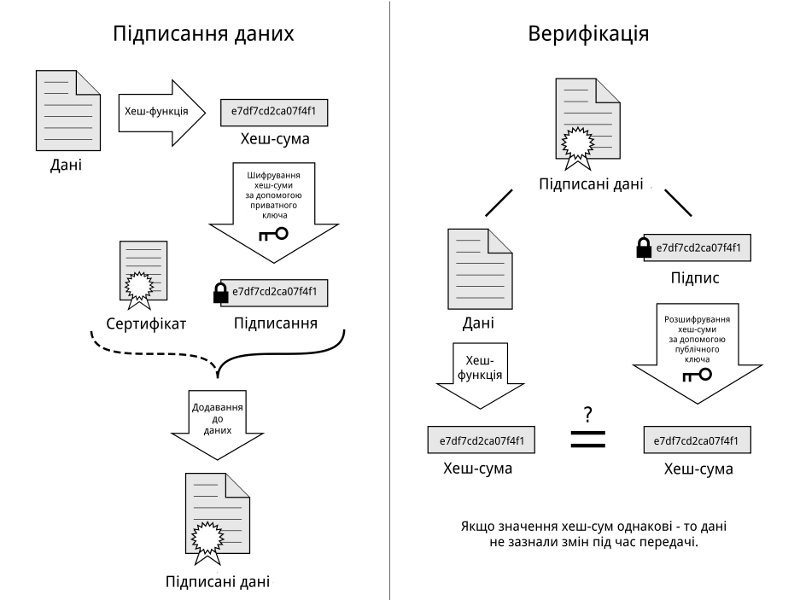 Підписання даних
Хеш-функція
e7df7cd2ca07f4f1
Хеш-сума
Дані
Шифрування
хеш-суми
за допомогою
приватного
ключа
e7df7cd2ca07f4f1
Сертифікат
Підписання
Додавання
до
даних
Підписані дані
Верифікація
Підписані дані
e7df7cd2ca07f4f1
Підпис
Дані
Розшифрування
хеш-суми
за допомогою
публічного
ключа
Хеш-
функція
?
e7df7cd2ca07f4f1
e7df7cd2ca07f4f1
Хеш-сума
Хеш-сума
Якщо значення хеш-сум однакові - то дані
не зазнали змін під час передачі.